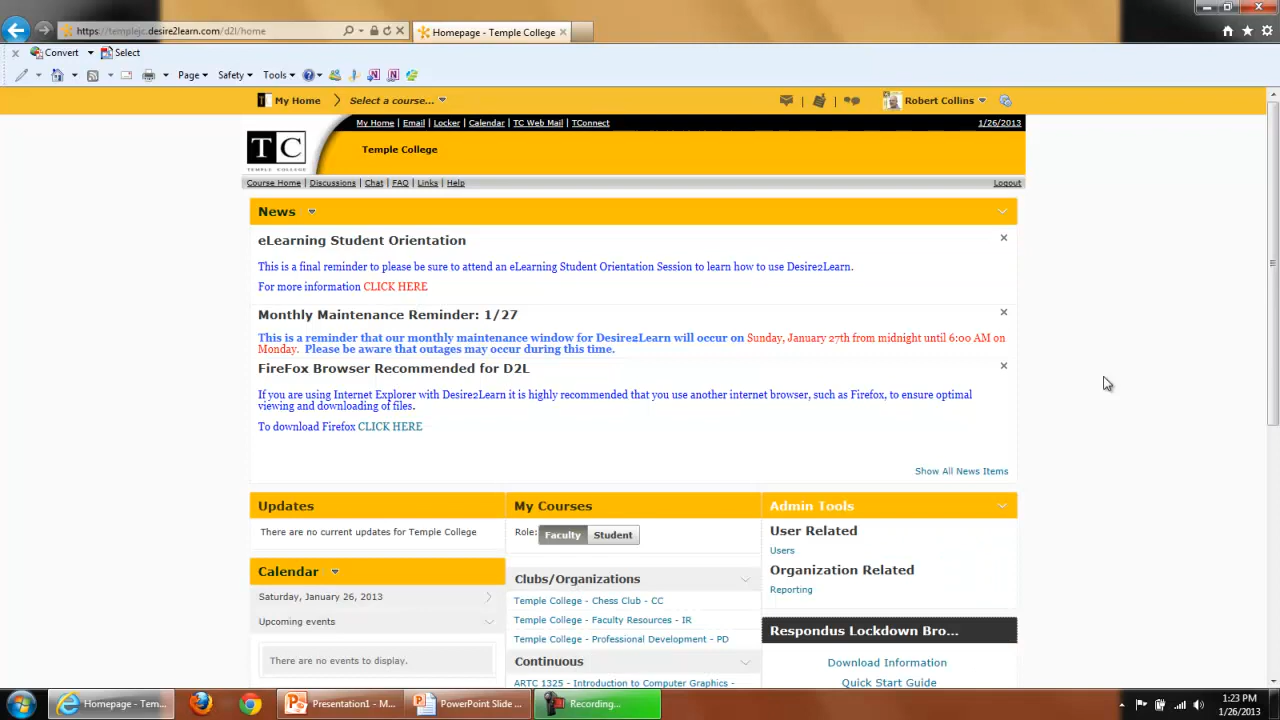 https://templejc.desire2learn.com/d2l/home
Homepage - Temple College
Convert Select
Page Safety Tools
My Home Select a course... Robert Collins
My Home | Email | Locker | Calendar | TC Web Mail | TConnect 1/26/2013
TC
TEMPLE COLLEGE
Temple College
Course Home | Discussions | Chat | FAQ | Links | Help Logout
News
eLearning Student Orientation
This is a final reminder to please be sure to attend an eLearning Student Orientation Session to learn how to use Desire2Learn.
For more information CLICK HERE
Monthly Maintenance Reminder: 1/27
This is a reminder that our monthly maintenance window for Desire2Learn will occur on Sunday, January 27th from midnight until 6:00 AM on
Monday. Please be aware that outages may occur during this time.
FireFox Browser Recommended for D2L
If you are using Internet Explorer with Desire2Learn it is highly recommended that you use another internet browser, such as Firefox, to ensure optimal
viewing and downloading of files.
To download Firefox CLICK HERE
Show All News Items
Updates
There are no current updates for Temple College
Calendar
Saturday, January 26, 2013
Upcoming events
There are no events to display.
My Courses
Role: Faculty Student
Clubs/Organizations
Temple College - Chess Club - CC
Temple College - Faculty Resources - IR
Temple College - Professional Development - PD
Continuous
ARTC 1325 - Introduction to Computer Graphics -
Admin Tools
User Related
Users
Organization Related
Reporting
Respondus Lockdown Bro...
Download Information
Quick Start Guide
Homepage - Tem... Presentation1 - M... PowerPoint Slide ... Recording...
1:23 PM
1/26/2013